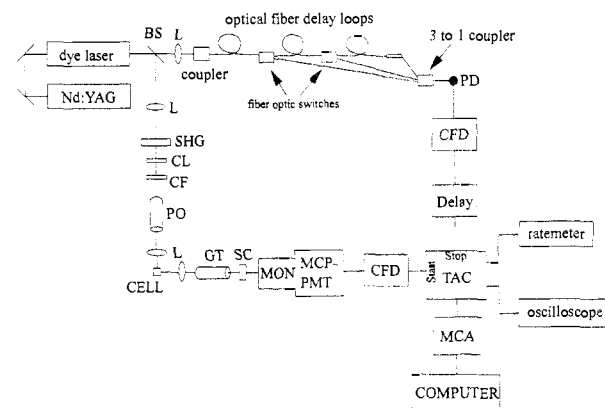 optical fiber delay loops
BS
L
3 to 1 coupler
dye laser
coupler
PD
Nd:YAG
fiber optic switches
L
CFD
SHG
CL
CF
Delay
PO
ratemeter
L
GT
SC
Stop
MON
MCP-
PMT
CFD
Start
TAC
CELL
oscilloscope
MCA
COMPUTER